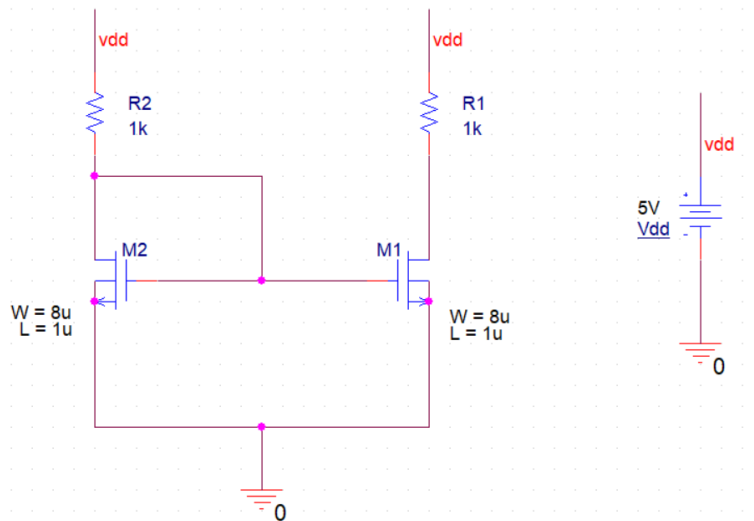 vdd
vdd
R2
1k
R1
1k
vdd
+
5V
Vdd
-
M2
M1
W = 8u
L = 1u
W = 8u
L = 1u
0
0